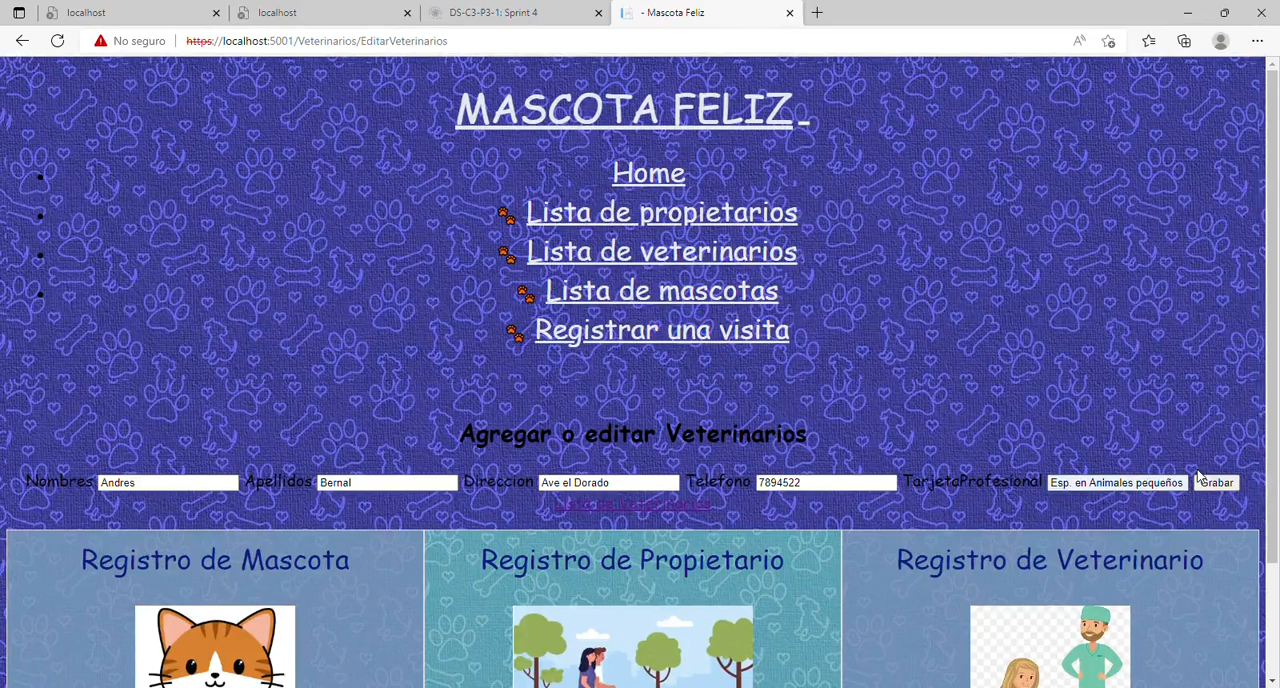 localhost
localhost
DS-C3-P3-1: Sprint 4
- Mascota Feliz
No seguro
https://localhost:5001/Veterinarios/EditarVeterinarios
MASCOTA FELIZ
Home
Lista de propietarios
Lista de veterinarios
Lista de mascotas
Registrar una visita
Agregar o editar Veterinarios
Nombres Andres Apellidos Bernal Direccion Ave el Dorado Telefono 7894522 TarjetaProfesional Esp. en Animales pequeños Grabar
Lista de Veterinarios
Registro de Mascota
Registro de Propietario
Registro de Veterinario